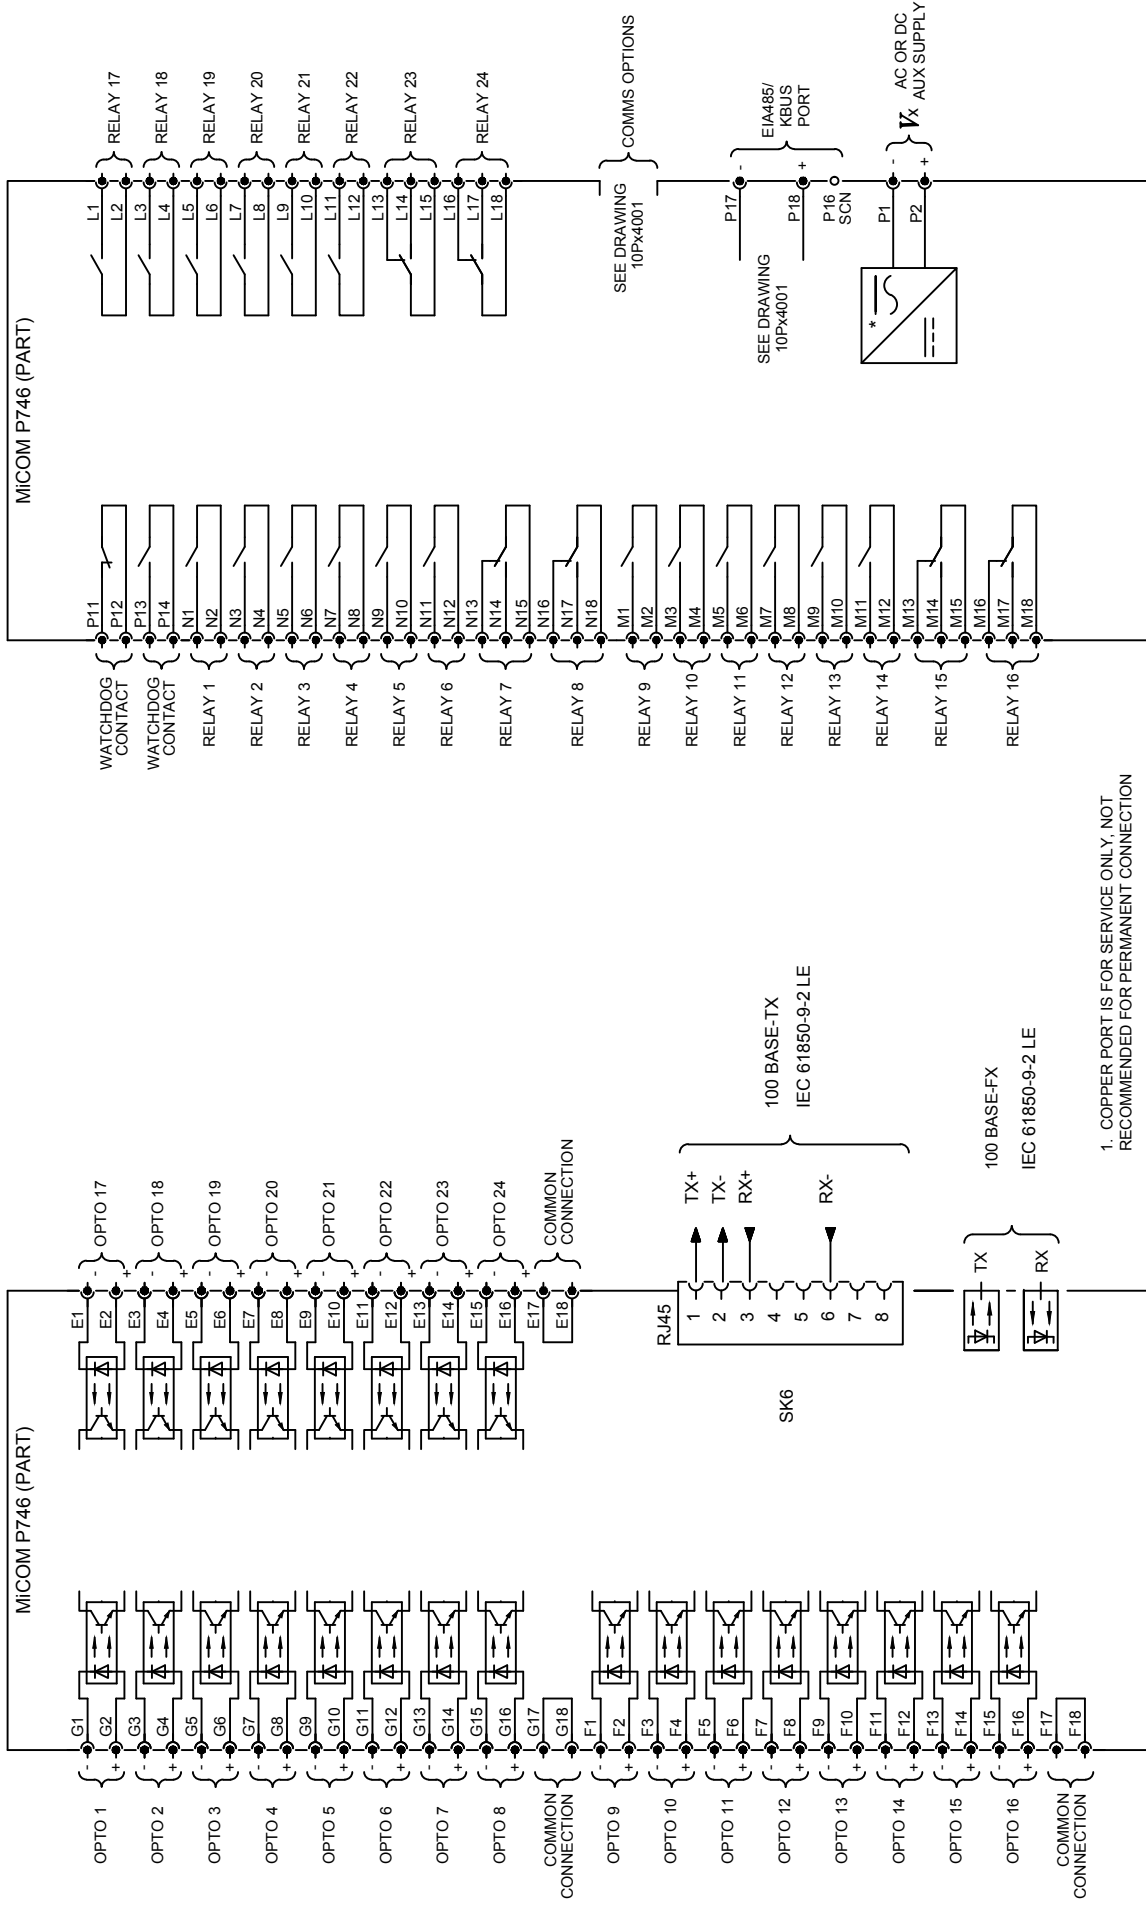 MiCOM P746 (PART)
OPTO 1
-
+
G1
G2
OPTO 2
-
+
G3
G4
OPTO 3
-
+
G5
G6
OPTO 4
-
+
G7
G8
OPTO 5
-
+
G9
G10
OPTO 6
-
+
G11
G12
OPTO 7
-
+
G13
G14
OPTO 8
-
+
G15
G16
COMMON
CONNECTION
G17
G18
OPTO 9
-
+
F1
F2
OPTO 10
-
+
F3
F4
OPTO 11
-
+
F5
F6
OPTO 12
-
+
F7
F8
OPTO 13
-
+
F9
F10
OPTO 14
-
+
F11
F12
OPTO 15
-
+
F13
F14
OPTO 16
-
+
F15
F16
COMMON
CONNECTION
F17
F18
E1
E2
-
+
OPTO 17
E3
E4
-
+
OPTO 18
E5
E6
-
+
OPTO 19
E7
E8
-
+
OPTO 20
E9
E10
-
+
OPTO 21
E11
E12
-
+
OPTO 22
E13
E14
-
+
OPTO 23
E15
E16
-
+
OPTO 24
E17
E18
COMMON
CONNECTION
SK6
RJ45
1
2
3
4
5
6
7
8
TX+
TX-
RX+
RX-
100 BASE-TX
IEC 61850-9-2 LE
TX
RX
100 BASE-FX
IEC 61850-9-2 LE
1. COPPER PORT IS FOR SERVICE ONLY, NOT
RECOMMENDED FOR PERMANENT CONNECTION
MiCOM P746 (PART)
WATCHDOG
CONTACT
P11
P12
WATCHDOG
CONTACT
P13
P14
RELAY 1
N1
N2
RELAY 2
N3
N4
RELAY 3
N5
N6
RELAY 4
N7
N8
RELAY 5
N9
N10
RELAY 6
N11
N12
RELAY 7
N13
N14
N15
RELAY 8
N16
N17
N18
RELAY 9
M1
M2
RELAY 10
M3
M4
RELAY 11
M5
M6
RELAY 12
M7
M8
RELAY 13
M9
M10
RELAY 14
M11
M12
RELAY 15
M13
M14
M15
RELAY 16
M16
M17
M18
L1
L2
RELAY 17
L3
L4
RELAY 18
L5
L6
RELAY 19
L7
L8
RELAY 20
L9
L10
RELAY 21
L11
L12
RELAY 22
L13
L14
L15
RELAY 23
L16
L17
L18
RELAY 24
SEE DRAWING
10Px4001
COMMS OPTIONS
SEE DRAWING
10Px4001
P17
-
P18
+
P16
SCN
EIA485/
KBUS
PORT
*
P1
-
P2
+
Vx
AC OR DC
AUX SUPPLY